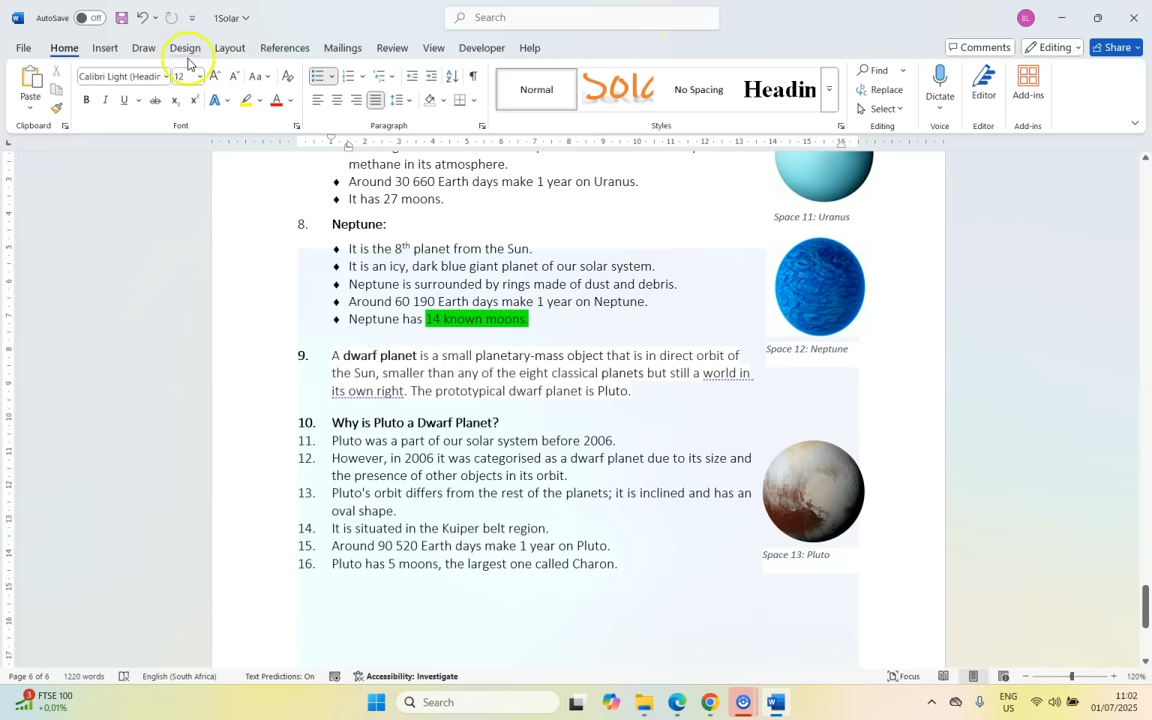 AutoSave Off 1Solar Search BL
File Home Insert Draw Design Layout References Mailings Review View Developer Help Comments Editing Share
Paste Calibri Light (Headin 12 Aa Normal Sola No Spacing Headin Find Replace Select Dictate Editor Add-ins
Clipboard Font Paragraph Styles Editing Voice Editor Add-ins
methane in its atmosphere.
♦ Around 30 660 Earth days make 1 year on Uranus.
♦ It has 27 moons.
Space 11: Uranus
8. Neptune:
♦ It is the 8th planet from the Sun.
♦ It is an icy, dark blue giant planet of our solar system.
♦ Neptune is surrounded by rings made of dust and debris.
♦ Around 60 190 Earth days make 1 year on Neptune.
♦ Neptune has 14 known moons.
Space 12: Neptune
9. A dwarf planet is a small planetary-mass object that is in direct orbit of
the Sun, smaller than any of the eight classical planets but still a world in
its own right. The prototypical dwarf planet is Pluto.
10. Why is Pluto a Dwarf Planet?
11. Pluto was a part of our solar system before 2006.
12. However, in 2006 it was categorised as a dwarf planet due to its size and
the presence of other objects in its orbit.
13. Pluto's orbit differs from the rest of the planets; it is inclined and has an
oval shape.
14. It is situated in the Kuiper belt region.
15. Around 90 520 Earth days make 1 year on Pluto.
16. Pluto has 5 moons, the largest one called Charon.
Space 13: Pluto
Page 6 of 6 1220 words English (South Africa) Text Predictions: On Accessibility: Investigate Focus 120%
FTSE 100
+0,01%
Search
ENG
US
11:02
01/07/2025